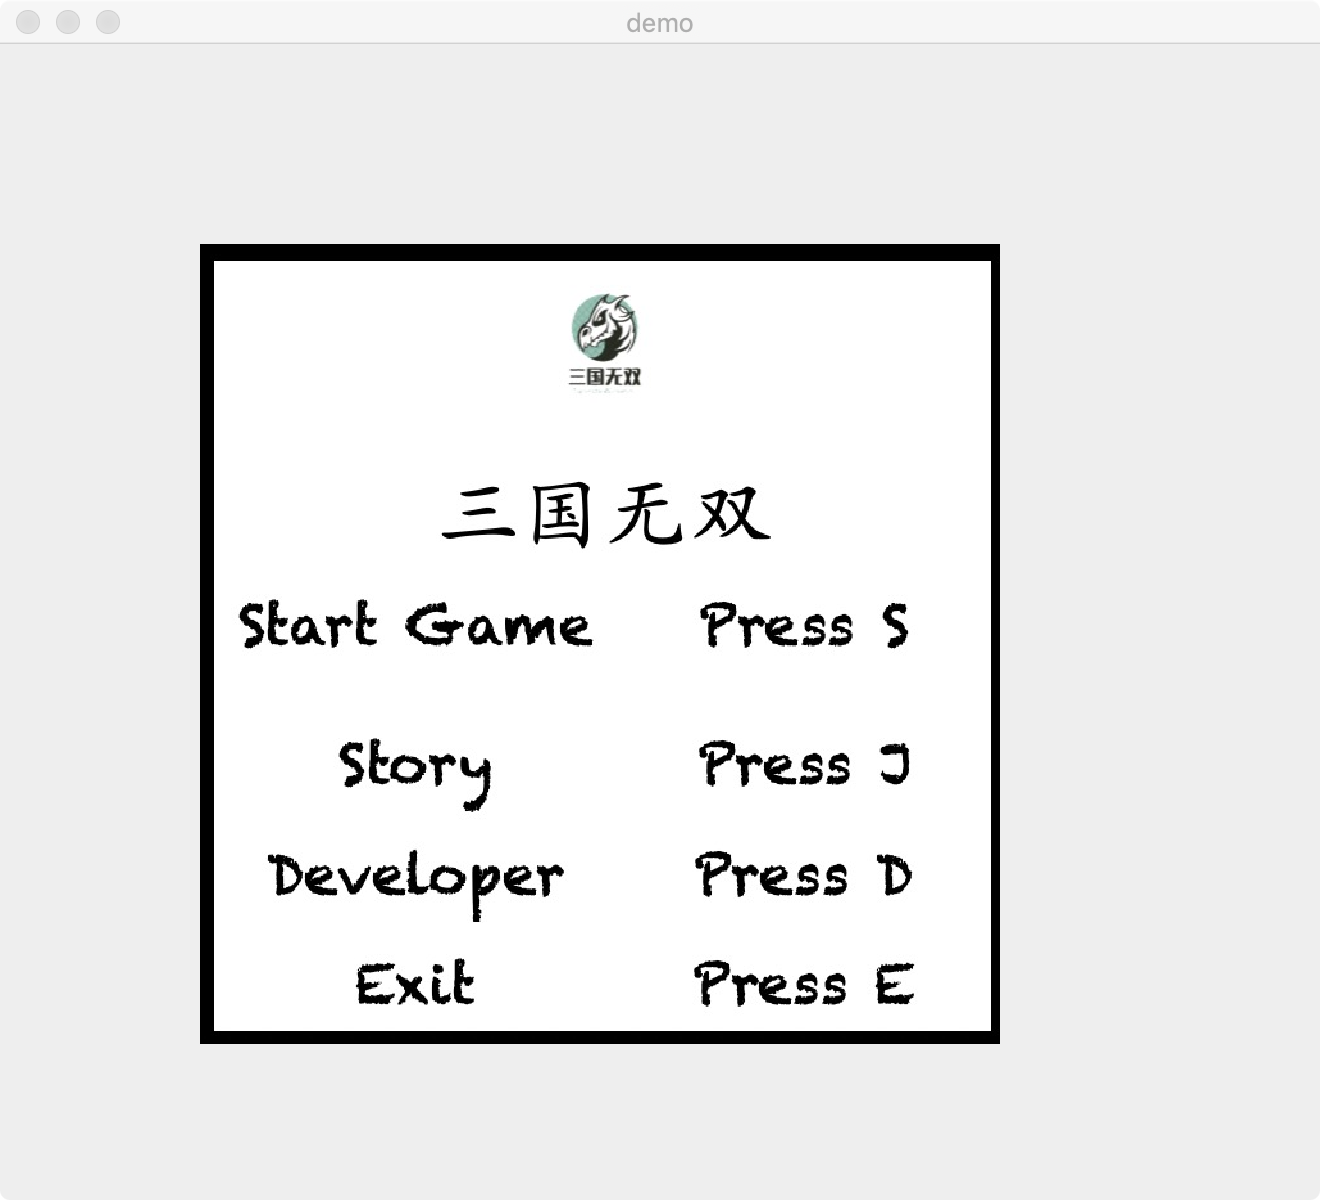 demo
三国无双
三国无双
Start Game Press S
Story Press J
Developer Press D
Exit Press E